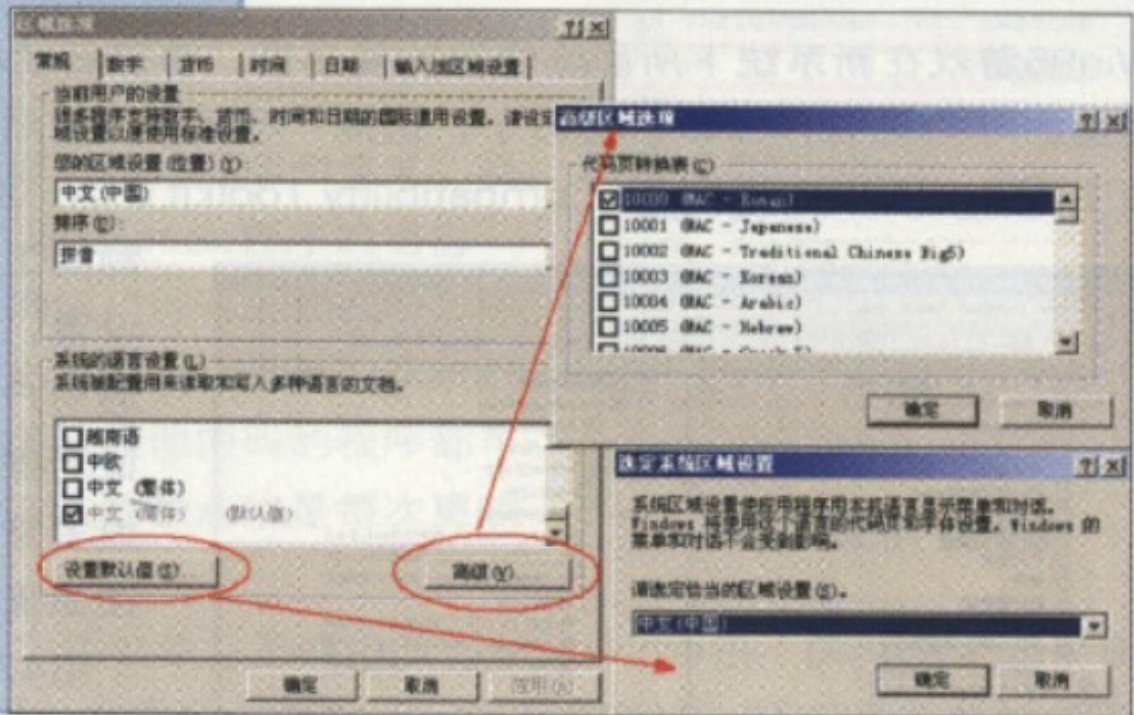 区域选项
常规 数字 货币 时间 日期 输入法区域设置
当前用户的设置
很多程序支持数字、货币、时间和日期的国际通用设置。请设定
域设置以便使用标准设置。
您的区域设置(位置)(Y)
中文(中国)
排序(O):
拼音
系统的语言设置(L)
系统被配置用来读取和写入多种语言的文档。
越南语
中欧
中文 (繁体)
中文 (简体) (默认值)
设置默认值(S)...
高级(V)...
确定 取消 应用(A)
高级区域选项
代码页转换表(C)
10000 (MAC - Roman)
10001 (MAC - Japanese)
10002 (MAC - Traditional Chinese Big5)
10003 (MAC - Korean)
10004 (MAC - Arabic)
10005 (MAC - Hebrew)
确定 取消
选定系统区域设置
系统区域设置使应用程序用本机语言显示菜单和对话。
Windows 将使用这个语言的代码页和字体设置。Windows 的
菜单和对话不会受到影响。
请选定恰当的区域设置(S)。
中文(中国)
确定 取消